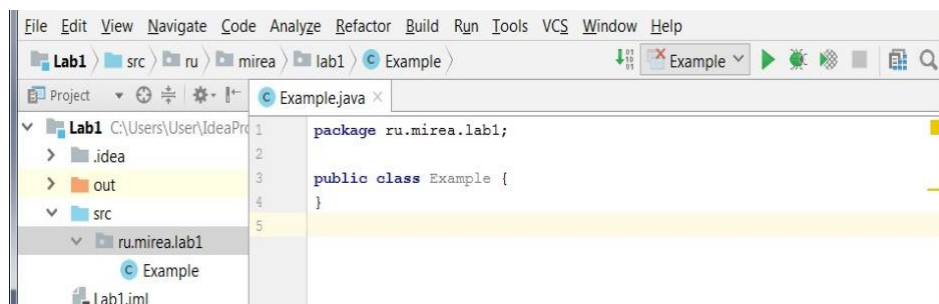 File Edit View Navigate Code Analyze Refactor Build Run Tools VCS Window Help
Lab1 src ru mirea lab1 Example Example
Project Example.java
Lab1 C:\Users\User\IdeaPro
.idea
out
src
ru.mirea.lab1
Example
Lab1.iml
1 package ru.mirea.lab1;
2
3 public class Example {
4 }
5